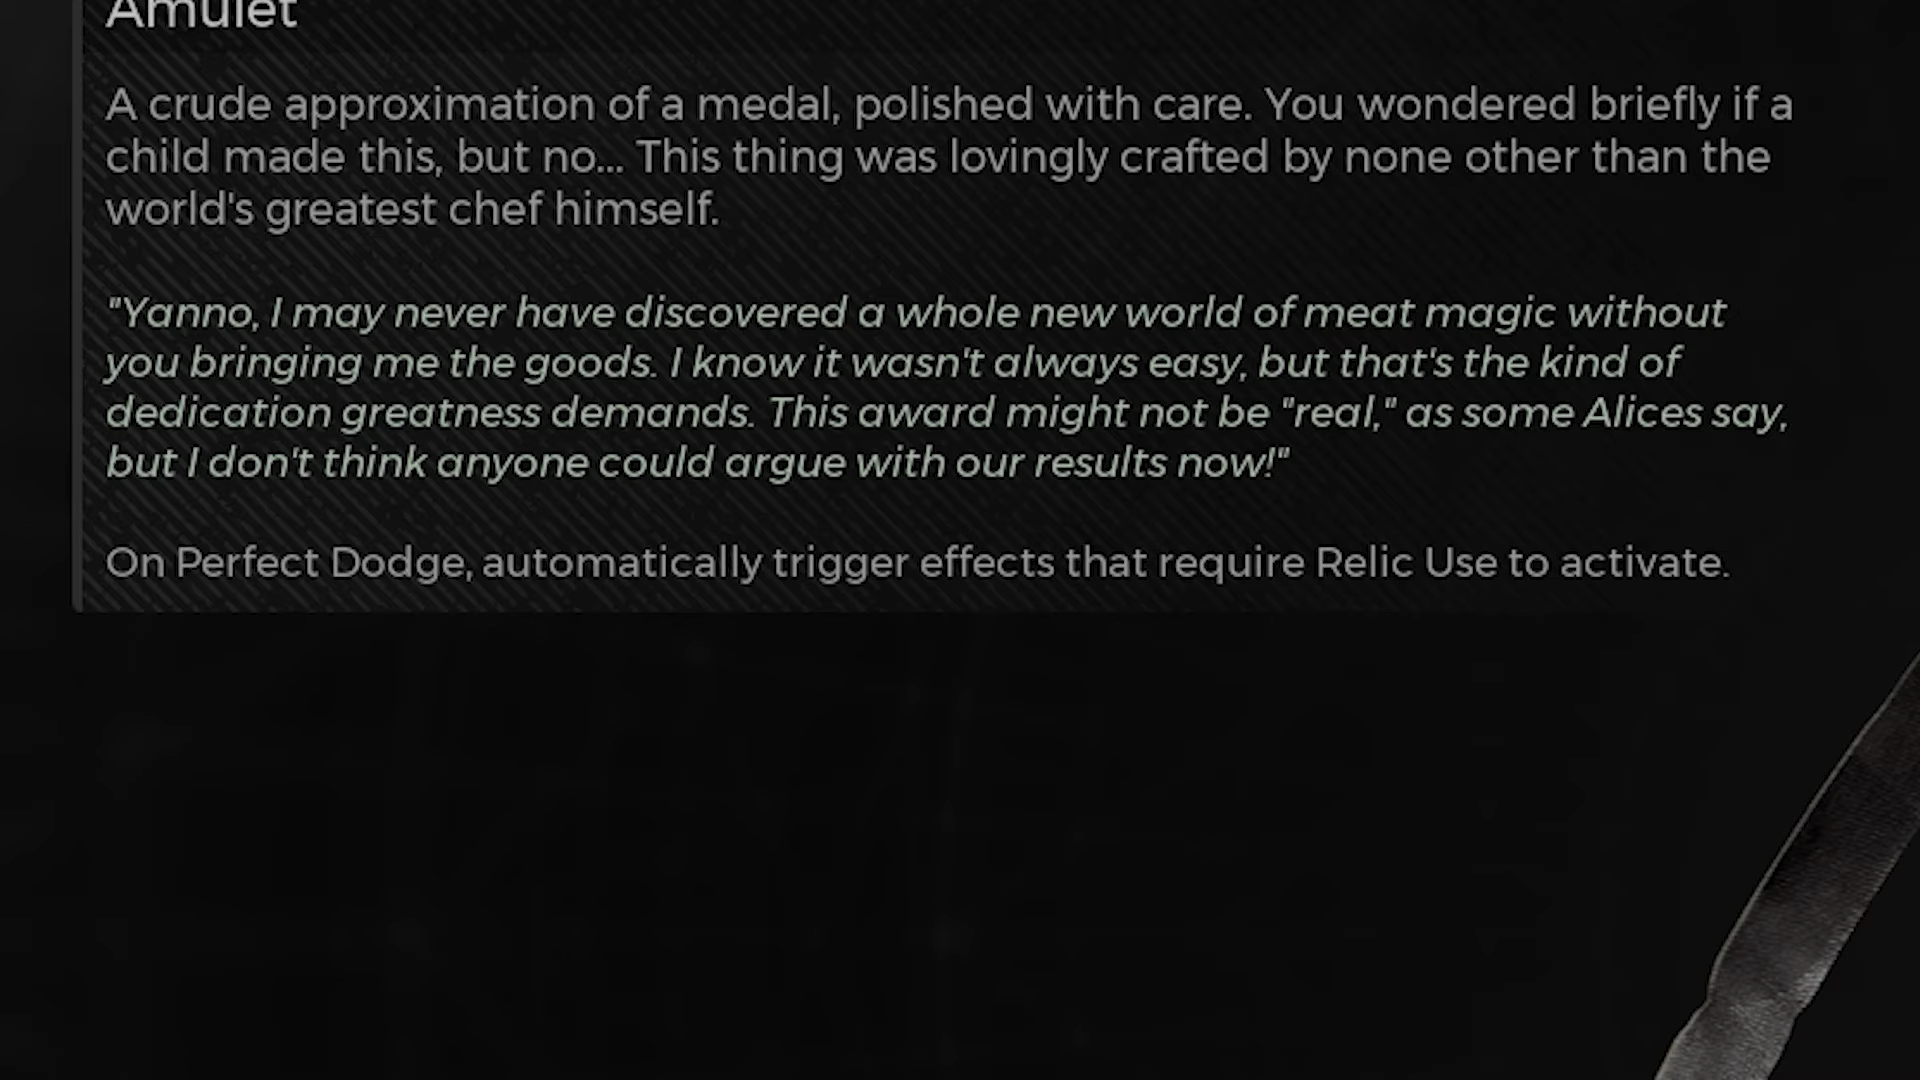 Amulet
A crude approximation of a medal, polished with care. You wondered briefly if a
child made this, but no... This thing was lovingly crafted by none other than the
world's greatest chef himself.
"Yanno, I may never have discovered a whole new world of meat magic without
you bringing me the goods. I know it wasn't always easy, but that's the kind of
dedication greatness demands. This award might not be "real," as some Alices say,
but I don't think anyone could argue with our results now!"
On Perfect Dodge, automatically trigger effects that require Relic Use to activate.